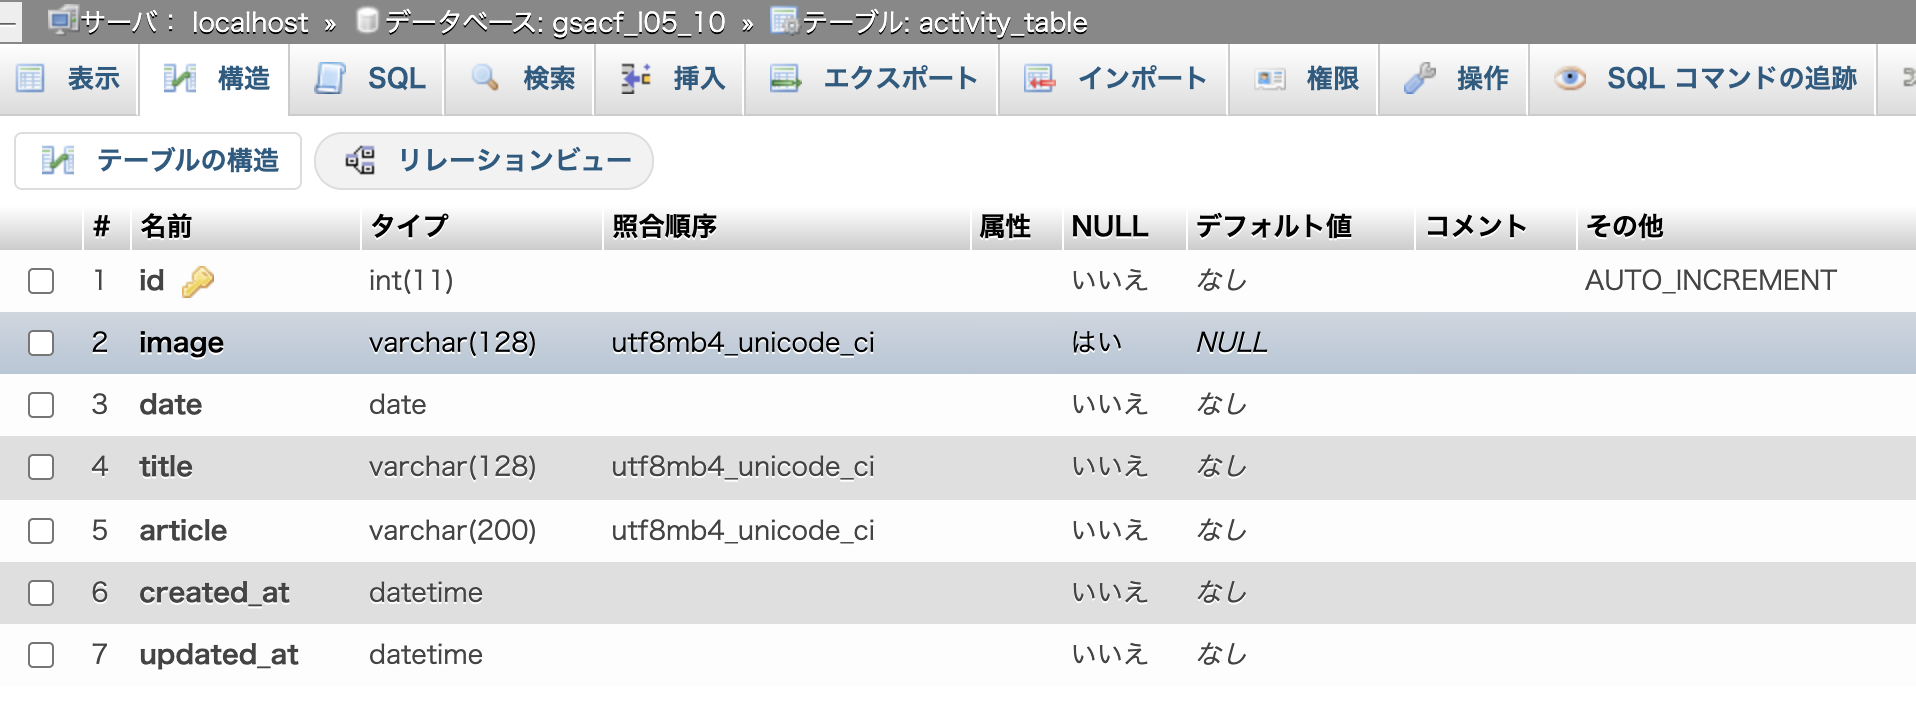 サーバ： localhost » データベース: gsacf_l05_10 » テーブル: activity_table
表示 構造 SQL 検索 挿入 エクスポート インポート 権限 操作 SQL コマンドの追跡
テーブルの構造 リレーションビュー
# 名前 タイプ 照合順序 属性 NULL デフォルト値 コメント その他
1 id int(11) いいえ なし AUTO_INCREMENT
2 image varchar(128) utf8mb4_unicode_ci はい NULL
3 date date いいえ なし
4 title varchar(128) utf8mb4_unicode_ci いいえ なし
5 article varchar(200) utf8mb4_unicode_ci いいえ なし
6 created_at datetime いいえ なし
7 updated_at datetime いいえ なし